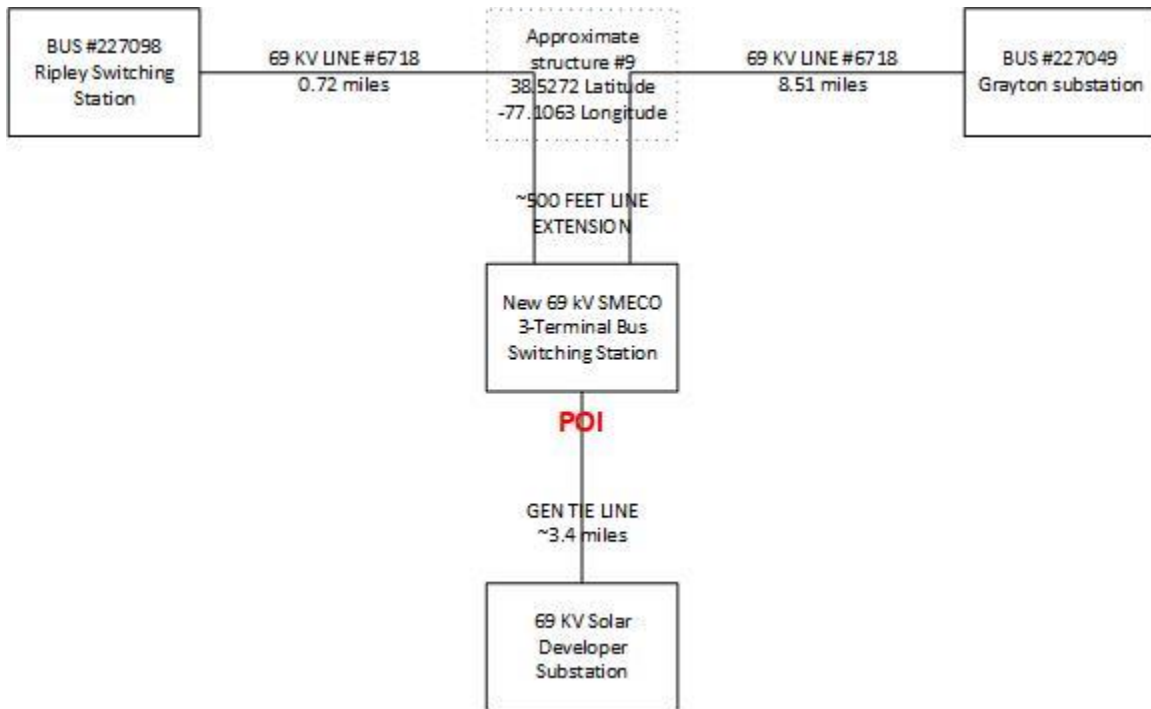 BUS #227098
Ripley Switching
Station
69 KV LINE #6718
0.72 miles
Approximate
structure #9
38.5272 Latitude
-77.1063 Longitude
69 KV LINE #6718
8.51 miles
BUS #227049
Grayton substation
~500 FEET LINE
EXTENSION
New 69 kV SMECO
3-Terminal Bus
Switching Station
POI
GEN TIE LINE
~3.4 miles
69 KV Solar
Developer
Substation